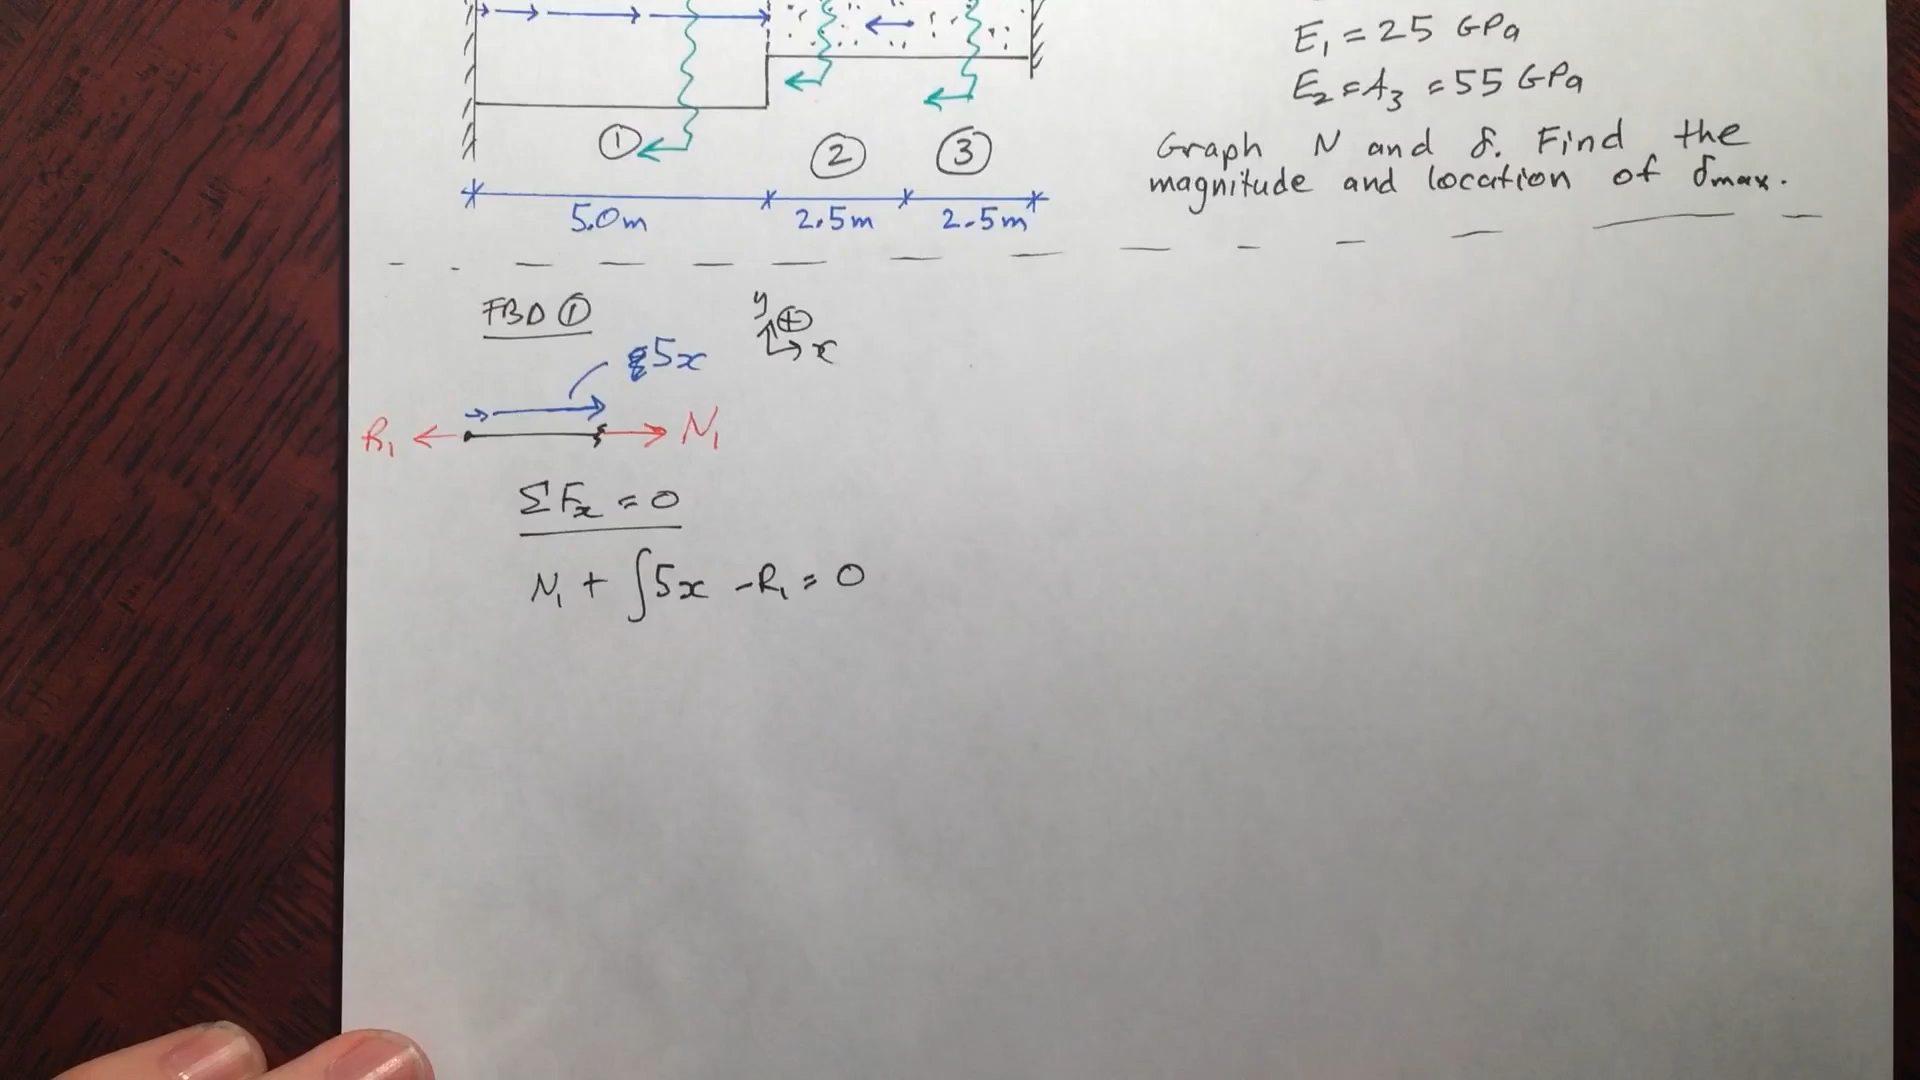 E₁ = 25 GPa
E₂ = A₃ = 55 GPa
① ② ③
Graph N and δ. Find the
magnitude and location of δmax.
5.0m 2.5m 2.5m
FBD ①
y ⊕
x
5x
R₁ N₁
ΣFx = 0
N₁ + ∫5x - R₁ = 0